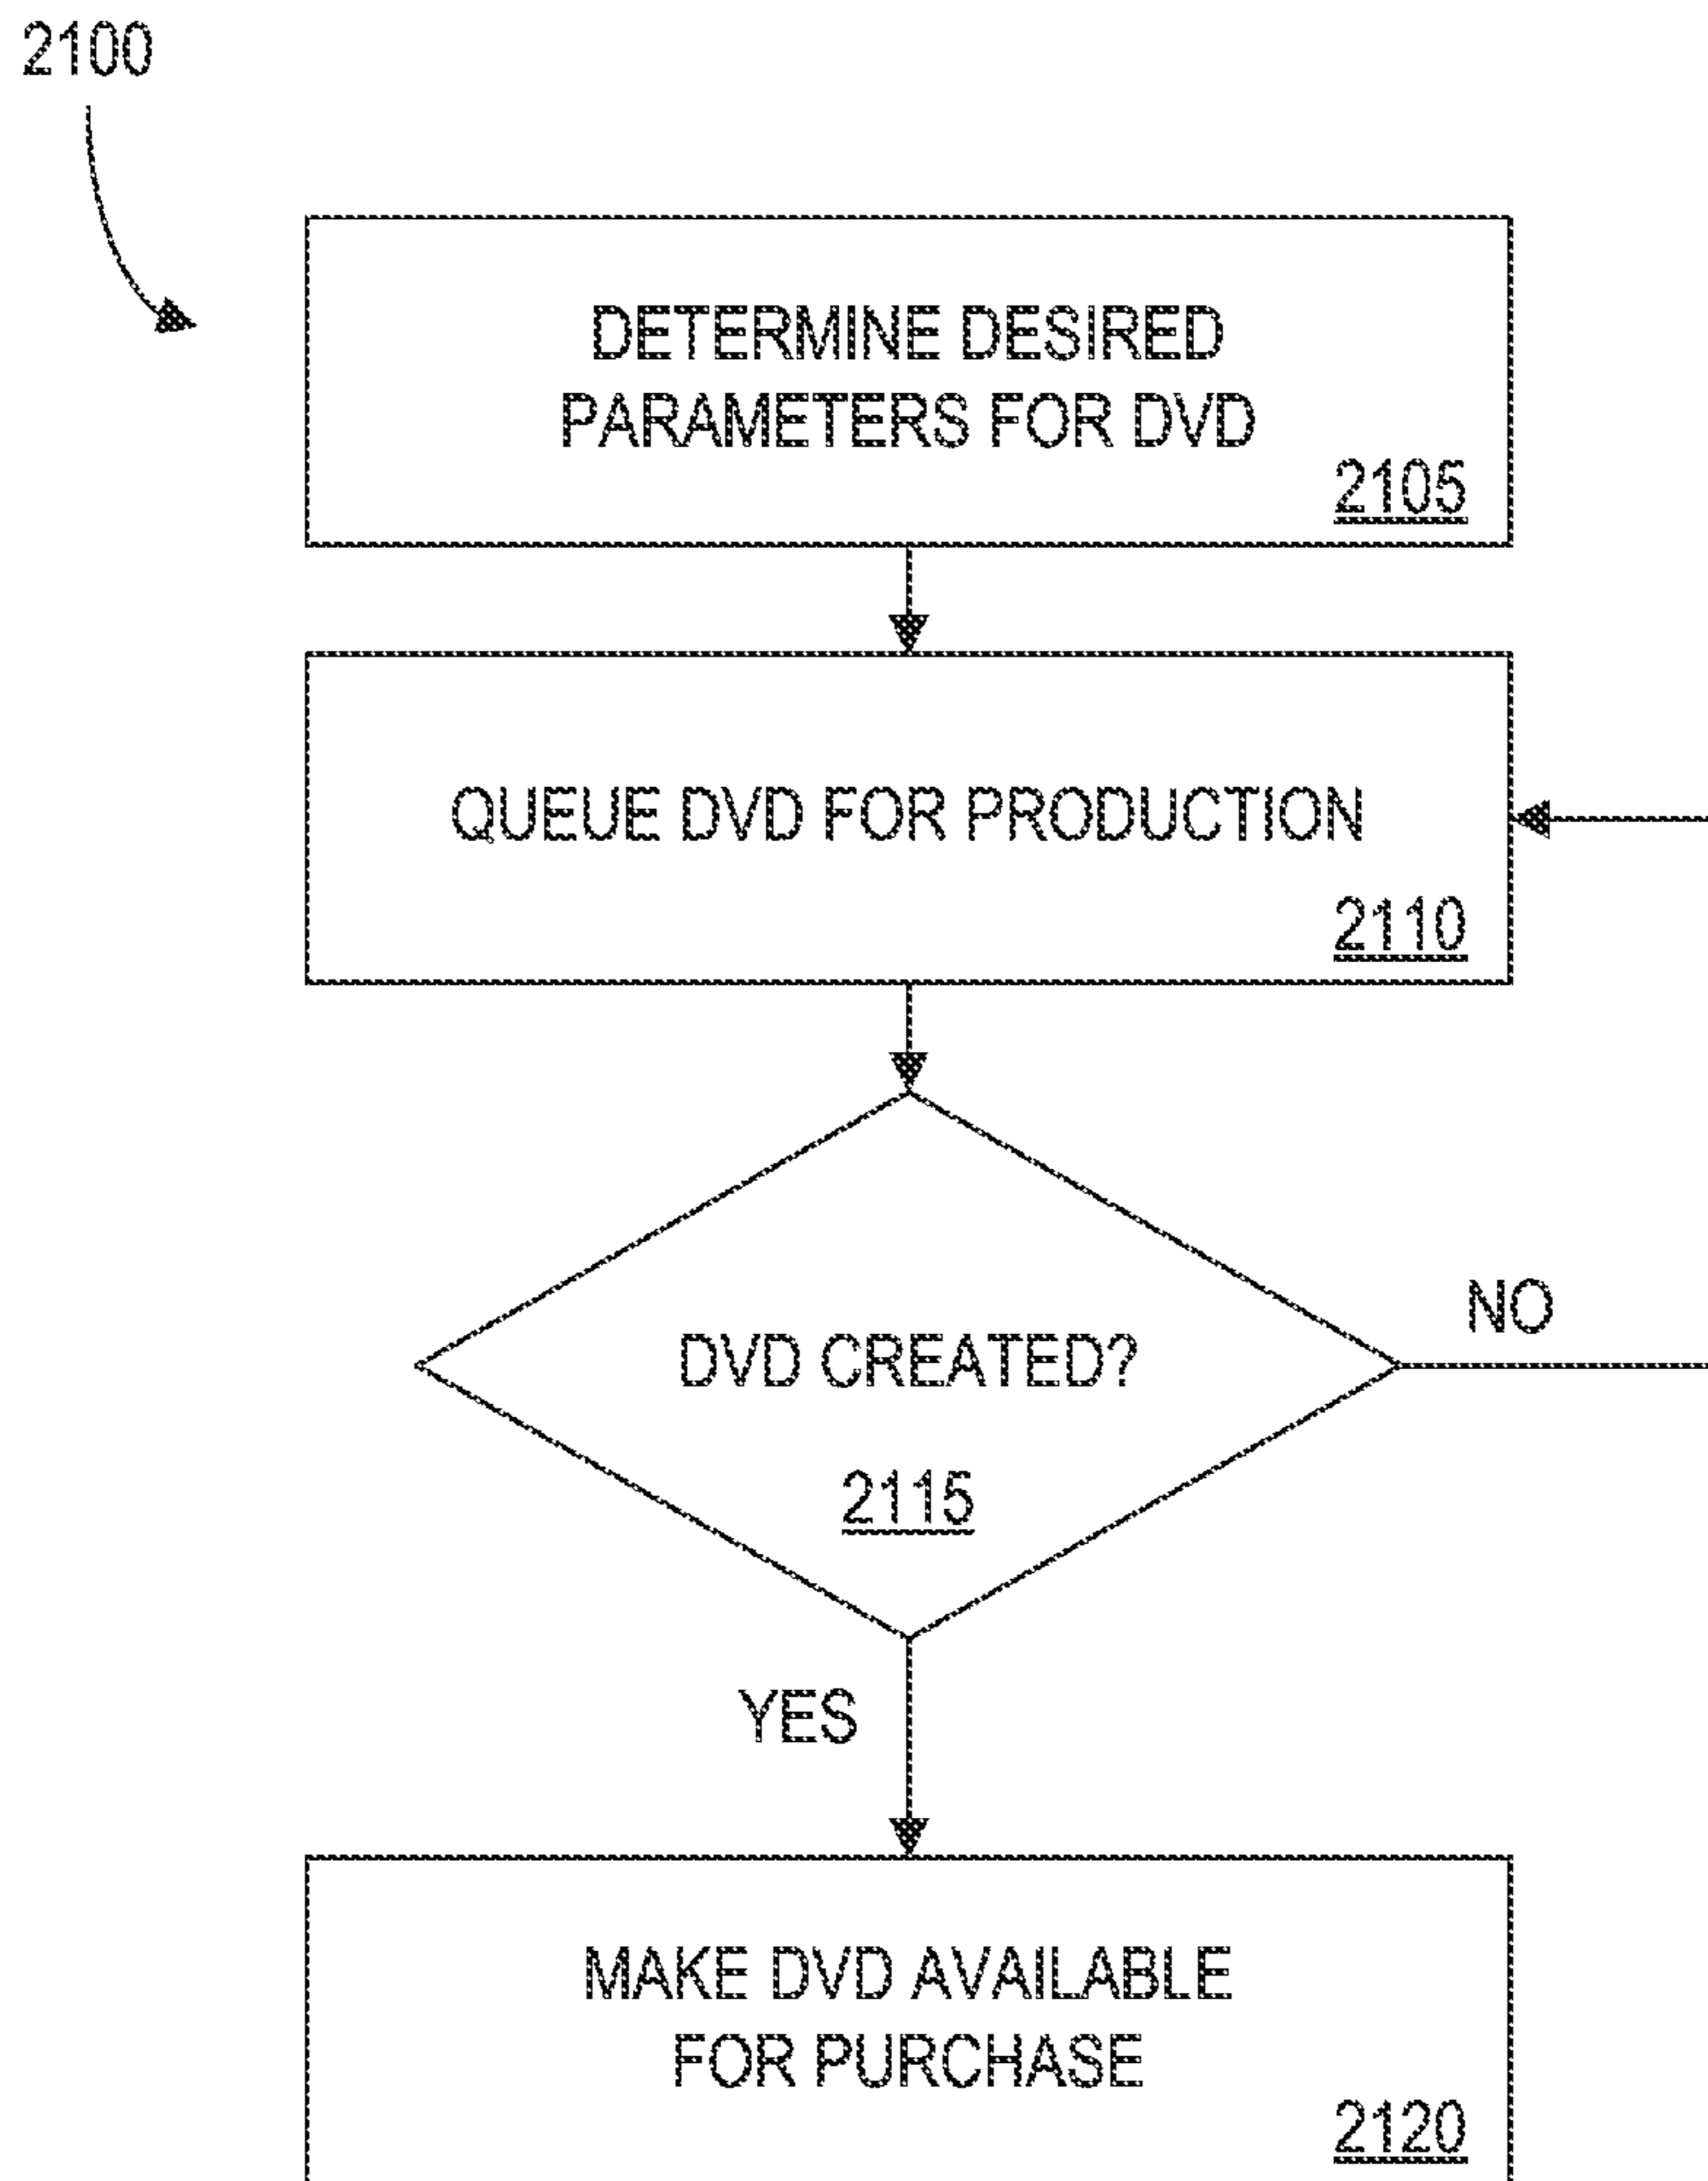 2100
DETERMINE DESIRED
PARAMETERS FOR DVD
2105
QUEUE DVD FOR PRODUCTION
2110
DVD CREATED?
NO
2115
YES
MAKE DVD AVAILABLE
FOR PURCHASE
2120